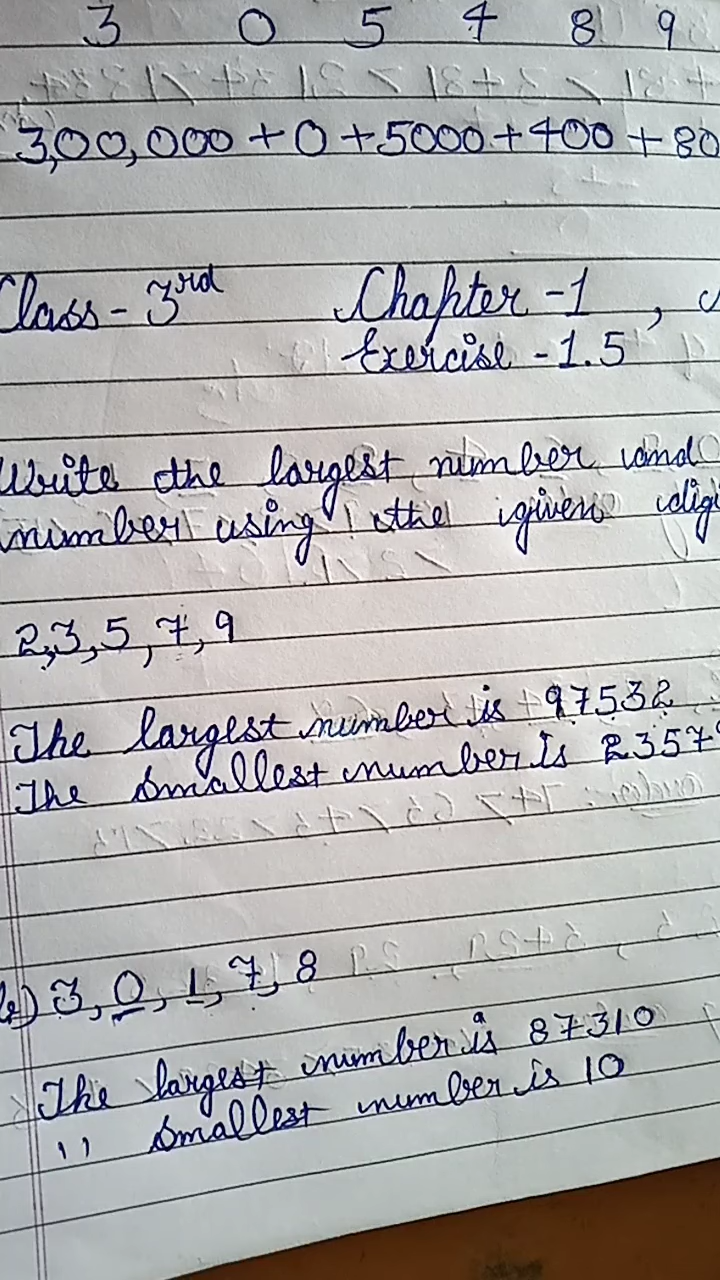 3 0 5 4 8 9
3,00,000 + 0 + 5000 + 400 + 80
Class - 3rd Chapter - 1 ,
Exercise - 1.5
Write the largest number and
number using the given digi
2,3,5,7,9
The largest number is 97532
The smallest number is 2357
3, 0, 1, 7, 8
The largest number is 87310
" smallest number is 10